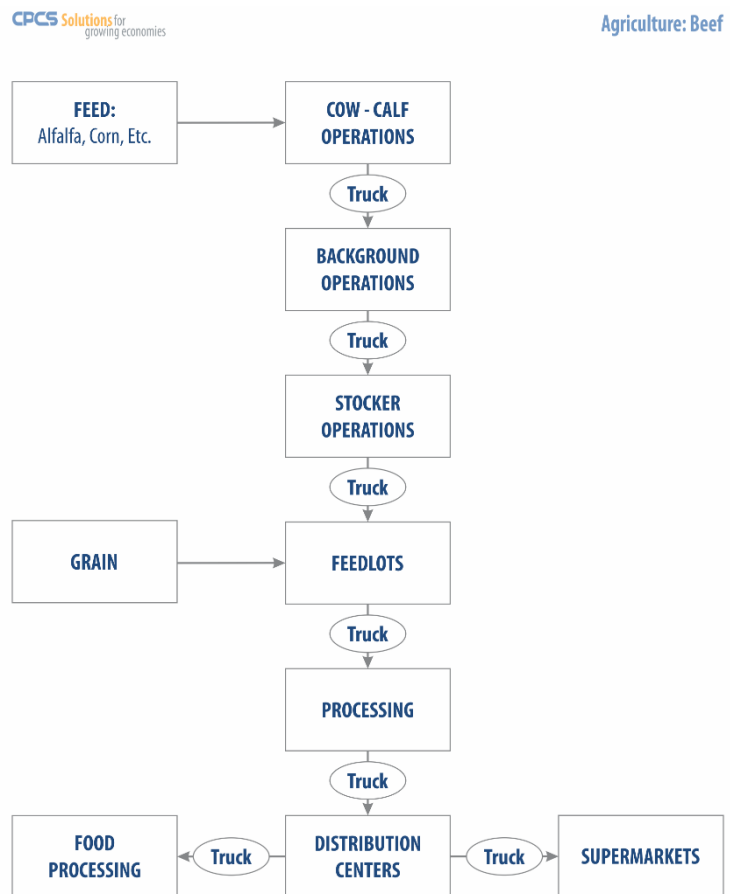 CPCS Solutions for
growing economies
Agriculture: Beef
FEED:
Alfalfa, Corn, Etc.
COW - CALF
OPERATIONS
Truck
BACKGROUND
OPERATIONS
Truck
STOCKER
OPERATIONS
Truck
GRAIN
FEEDLOTS
Truck
PROCESSING
Truck
FOOD
PROCESSING
Truck
DISTRIBUTION
CENTERS
Truck
SUPERMARKETS